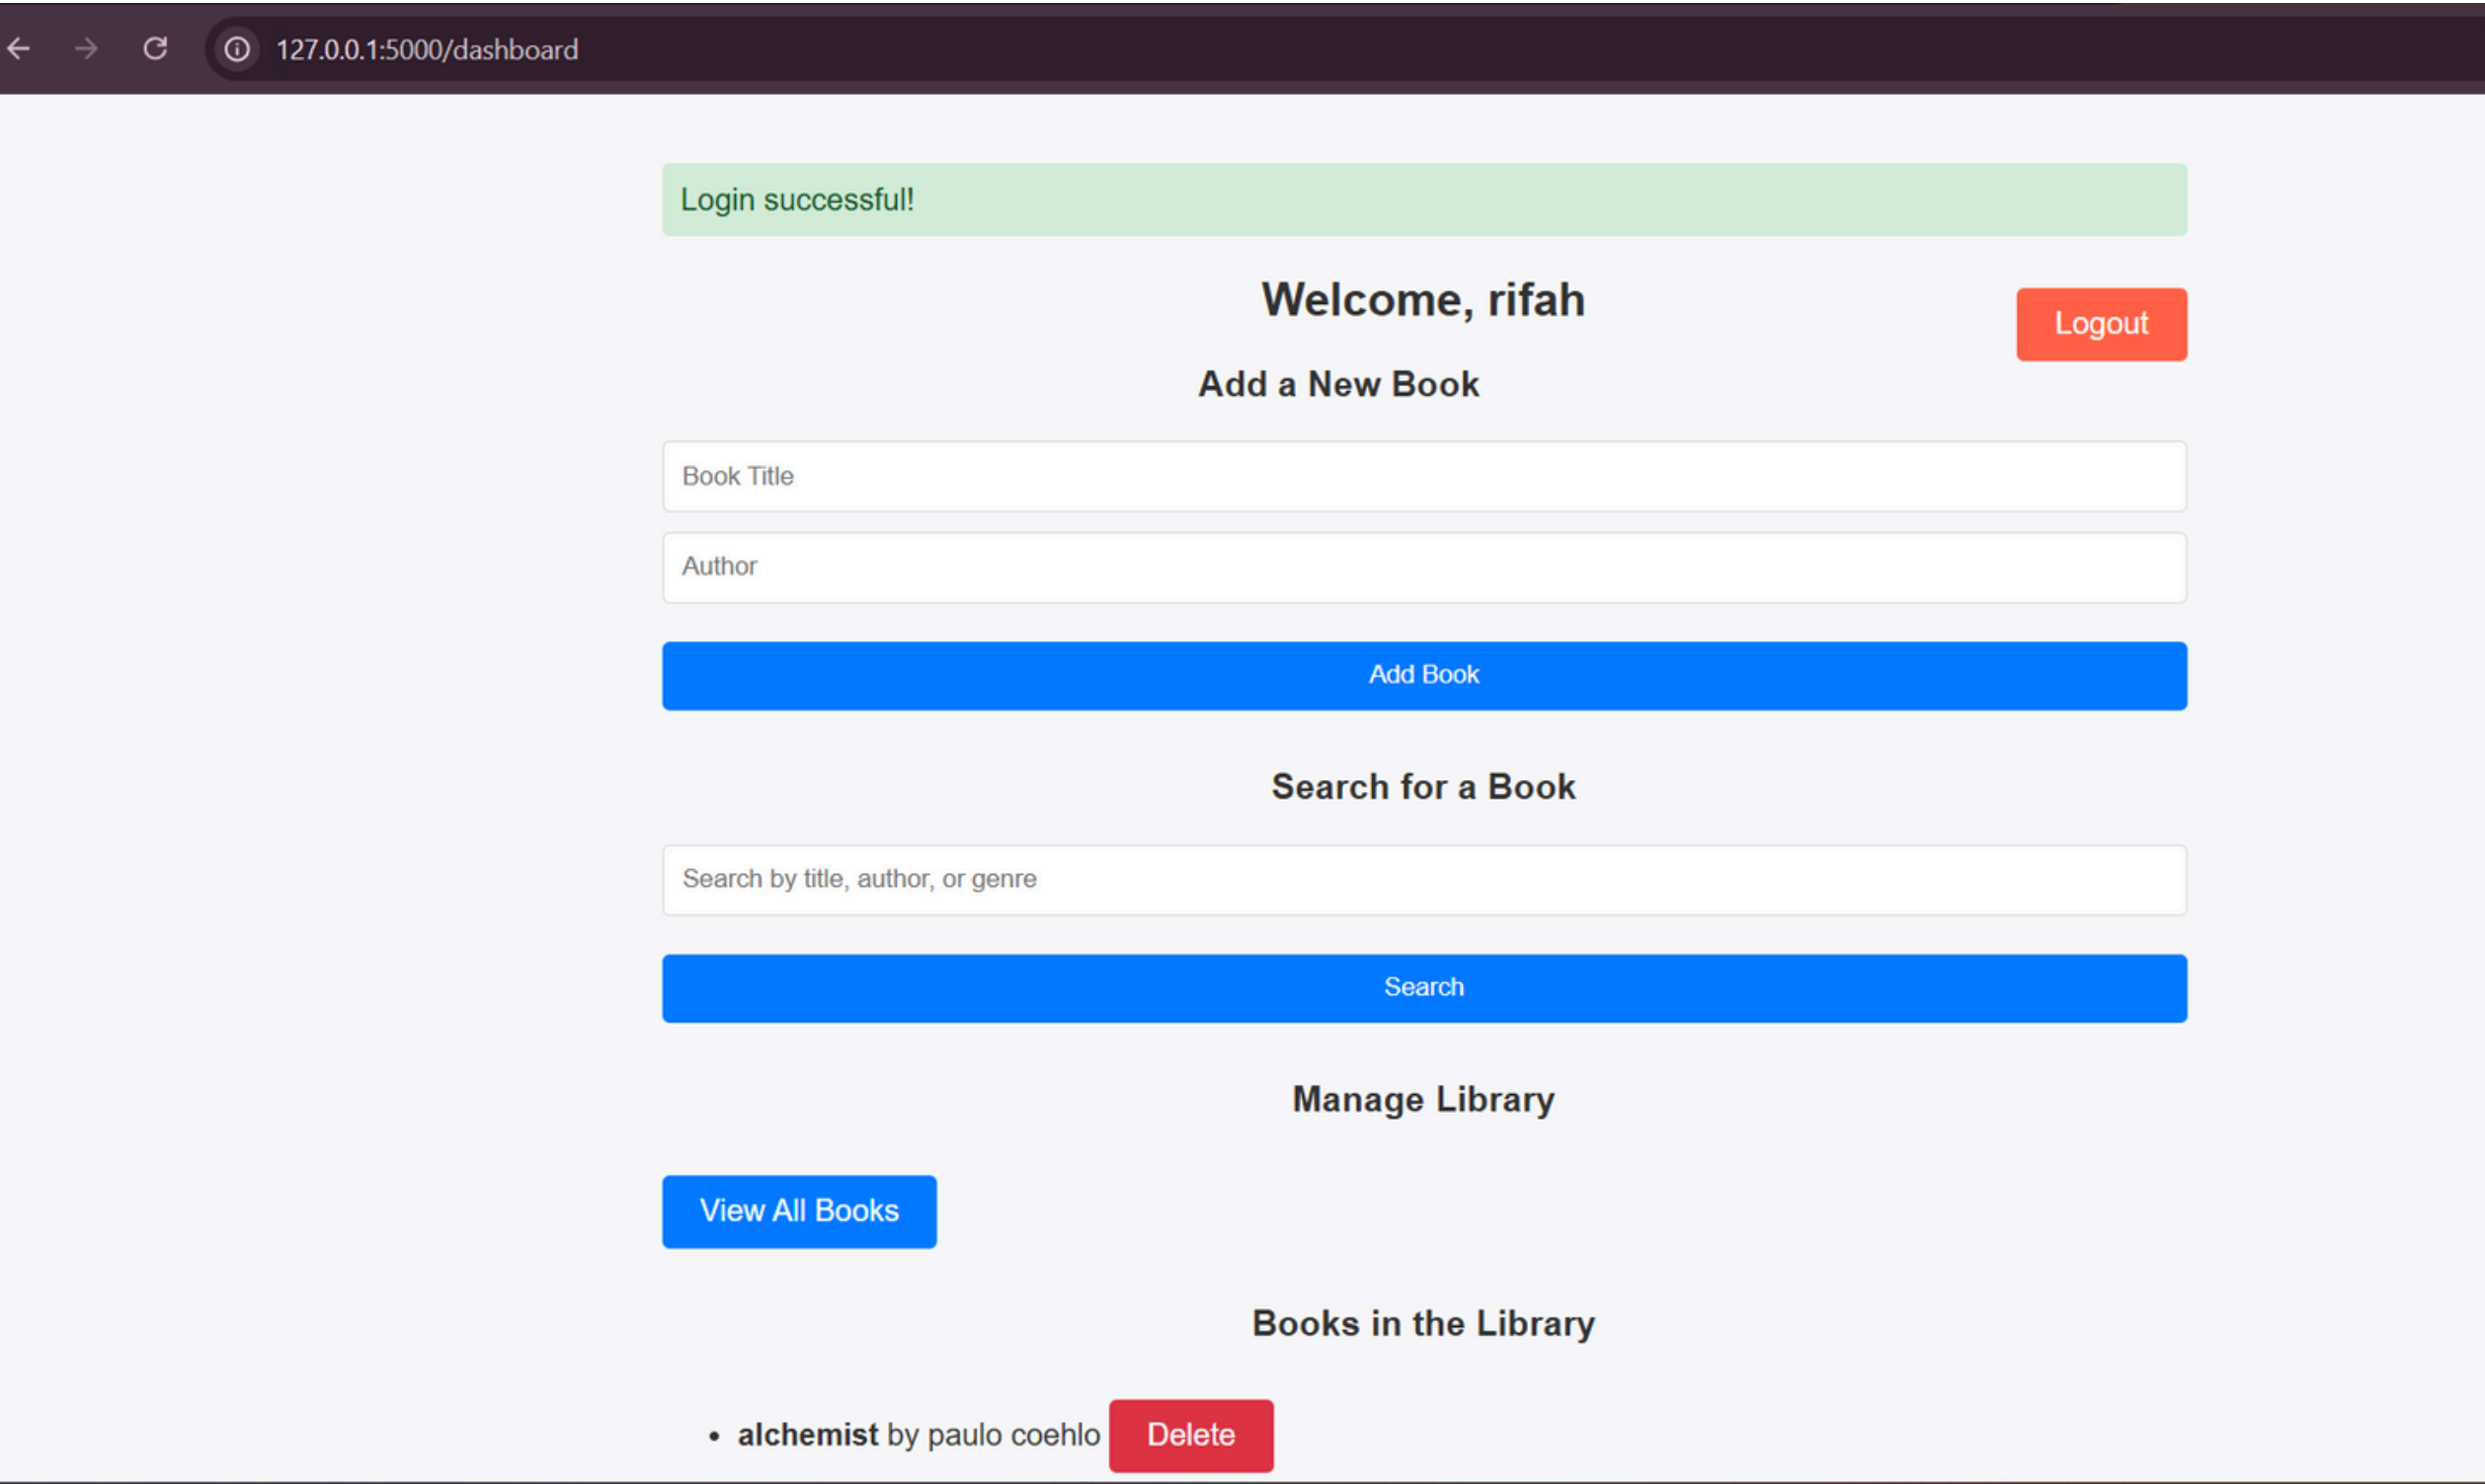 127.0.0.1:5000/dashboard
Login successful!
Welcome, rifah
Logout
Add a New Book
Book Title
Author
Add Book
Search for a Book
Search by title, author, or genre
Search
Manage Library
View All Books
Books in the Library
• alchemist by paulo coehlo Delete